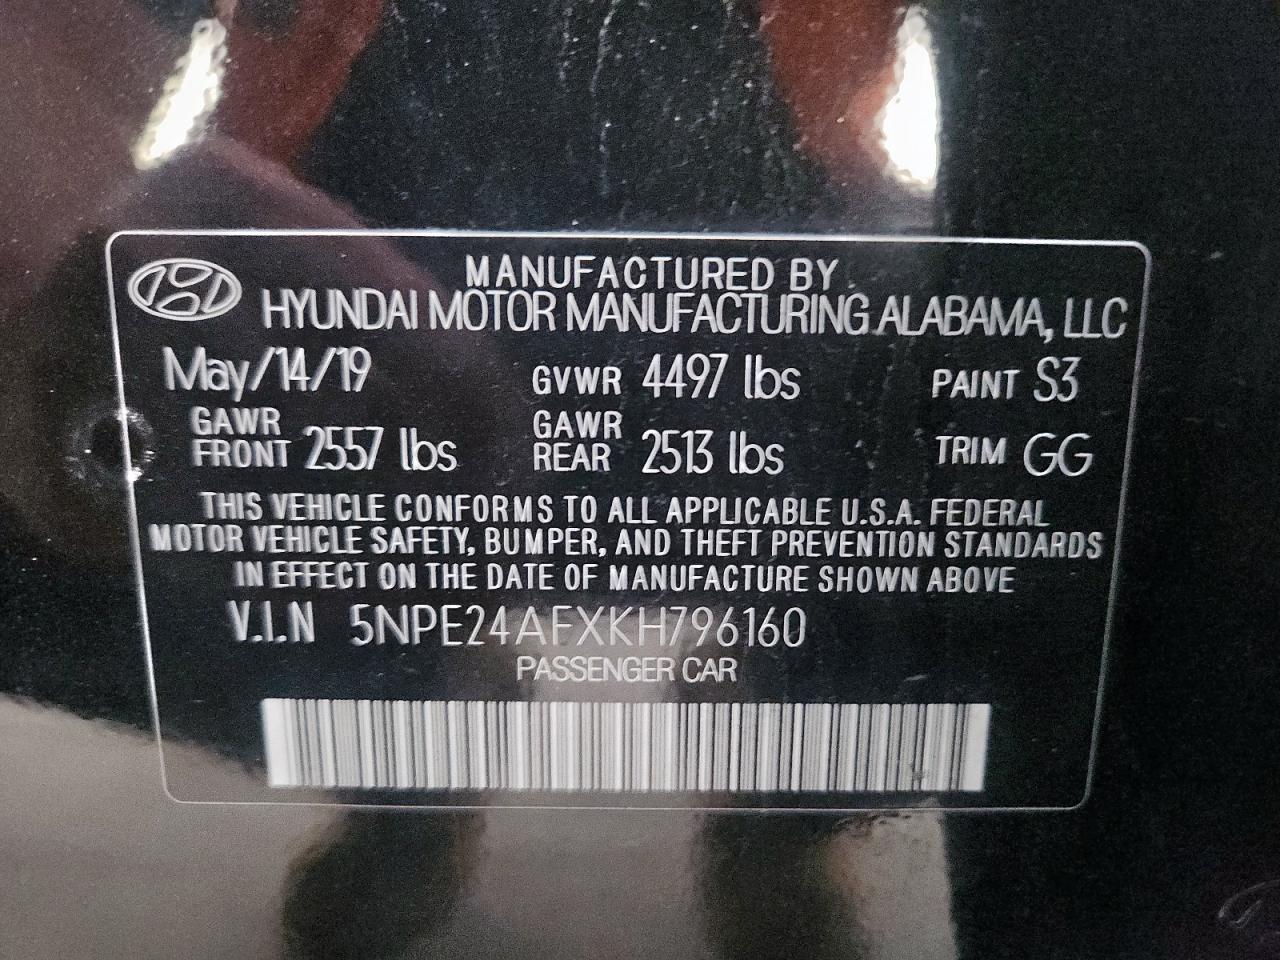 MANUFACTURED BY
HYUNDAI MOTOR MANUFACTURING ALABAMA, LLC
May/14/19 GVWR 4497 lbs PAINT S3
GAWR FRONT 2557 lbs GAWR REAR 2513 lbs TRIM GG
THIS VEHICLE CONFORMS TO ALL APPLICABLE U.S.A. FEDERAL
MOTOR VEHICLE SAFETY, BUMPER, AND THEFT PREVENTION STANDARDS
IN EFFECT ON THE DATE OF MANUFACTURE SHOWN ABOVE
V.I.N 5NPE24AFXKH796160
PASSENGER CAR